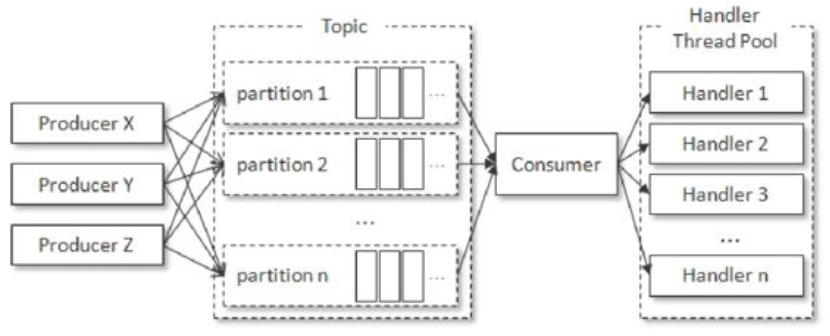 Producer X
Producer Y
Producer Z
Topic
partition 1
...
partition 2
...
...
partition n
...
Consumer
Handler
Thread Pool
Handler 1
Handler 2
Handler 3
...
Handler n